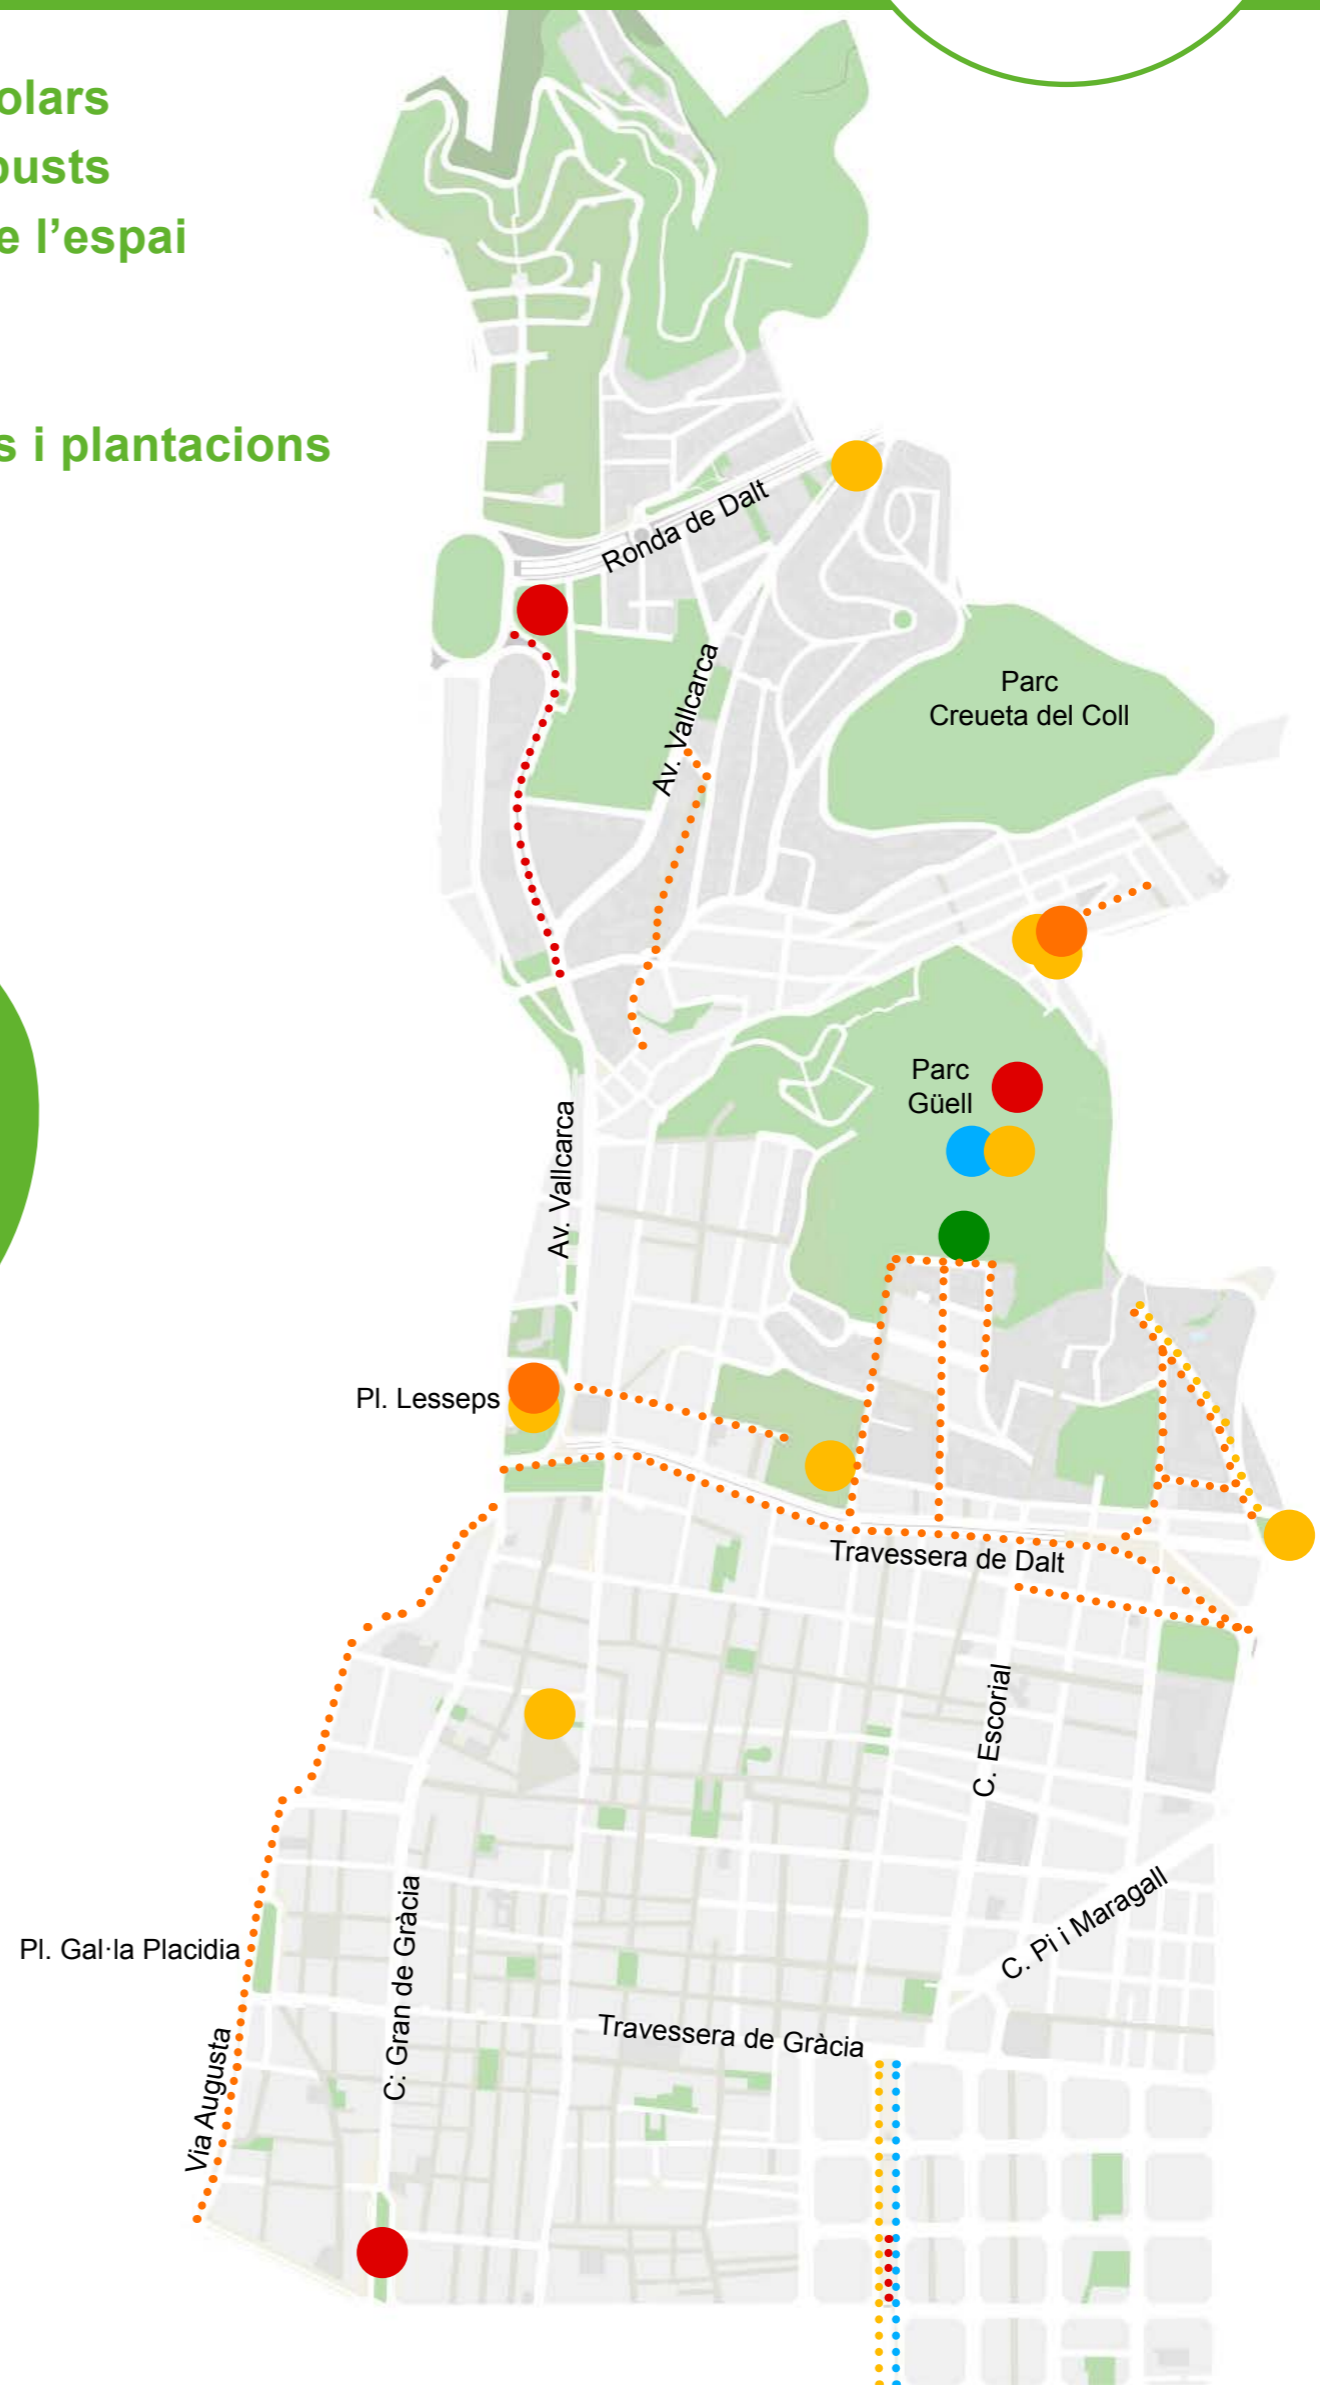 olars
busts
e l’espai
s i plantacions
Ronda de Dalt
Av. Vallcarca
Parc
Creueta del Coll
Parc
Güell
Av. Vallcarca
Pl. Lesseps
Travessera de Dalt
C. Escorial
C. Pi i Maragall
C: Gran de Gràcia
Pl. Gal·la Placidia
Travessera de Gràcia
Via Augusta